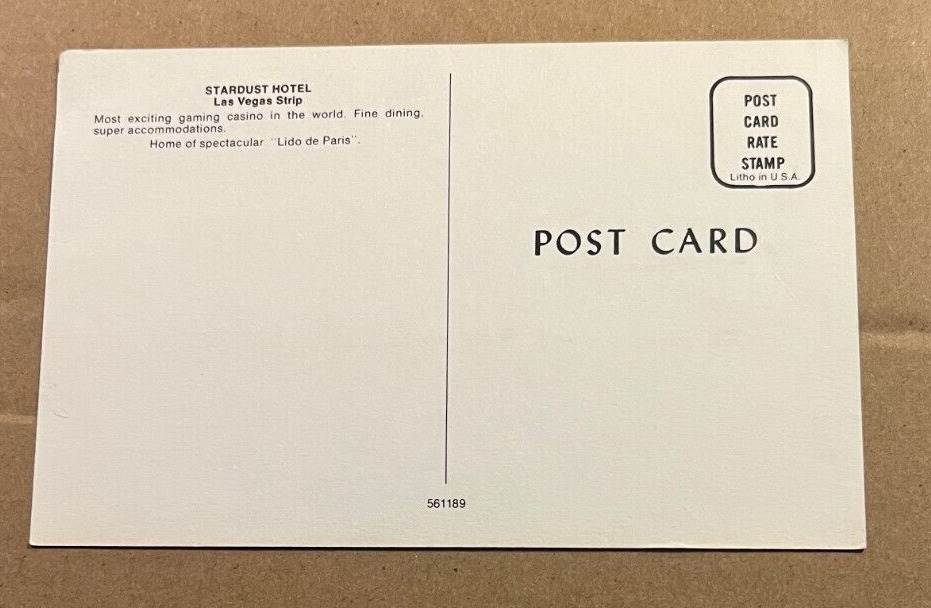 STARDUST HOTEL
Las Vegas Strip
Most exciting gaming casino in the world. Fine dining,
super accommodations.
Home of spectacular "Lido de Paris".
POST
CARD
RATE
STAMP
Litho in U.S.A.
POST CARD
561189